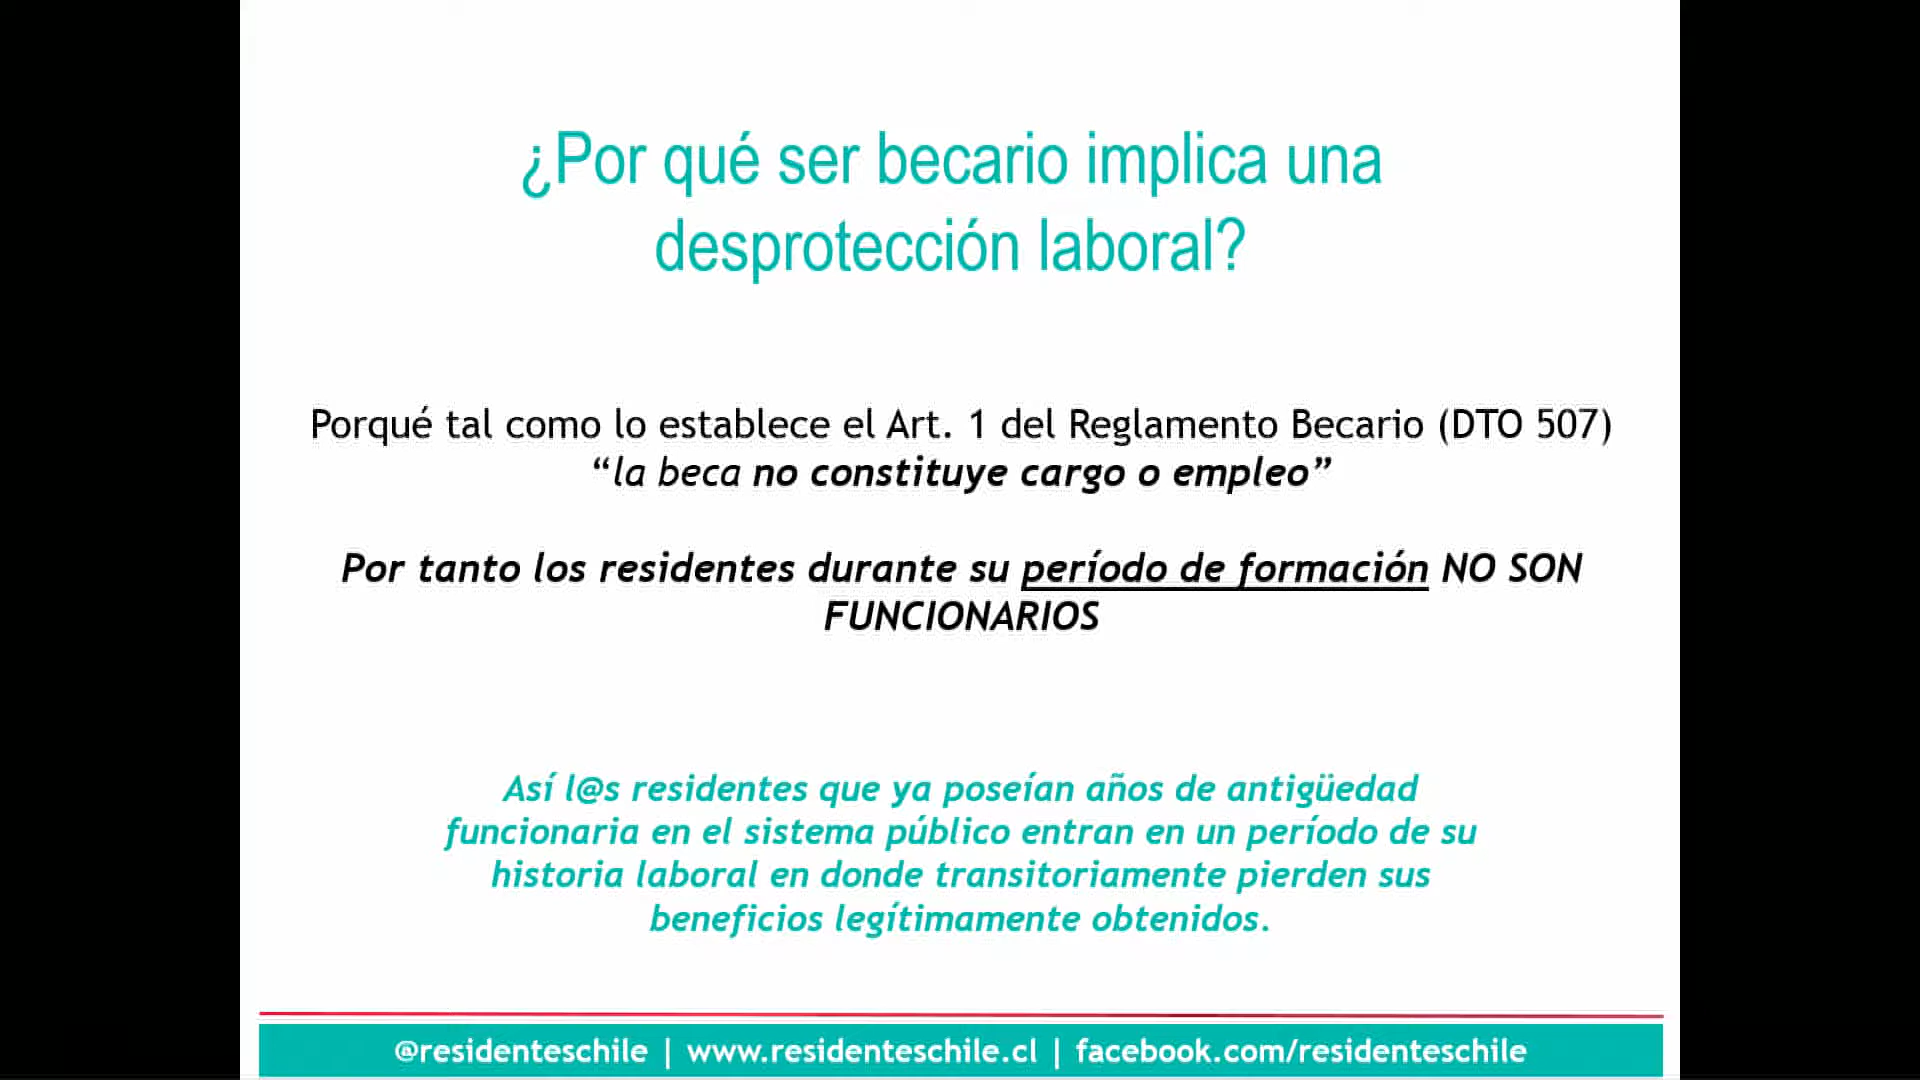 ¿Por qué ser becario implica una
desprotección laboral?
Porqué tal como lo establece el Art. 1 del Reglamento Becario (DTO 507)
“la beca no constituye cargo o empleo”
Por tanto los residentes durante su período de formación NO SON
FUNCIONARIOS
Así l@s residentes que ya poseían años de antigüedad
funcionaria en el sistema público entran en un período de su
historia laboral en donde transitoriamente pierden sus
beneficios legítimamente obtenidos.
@residenteschile | www.residenteschile.cl | facebook.com/residenteschile